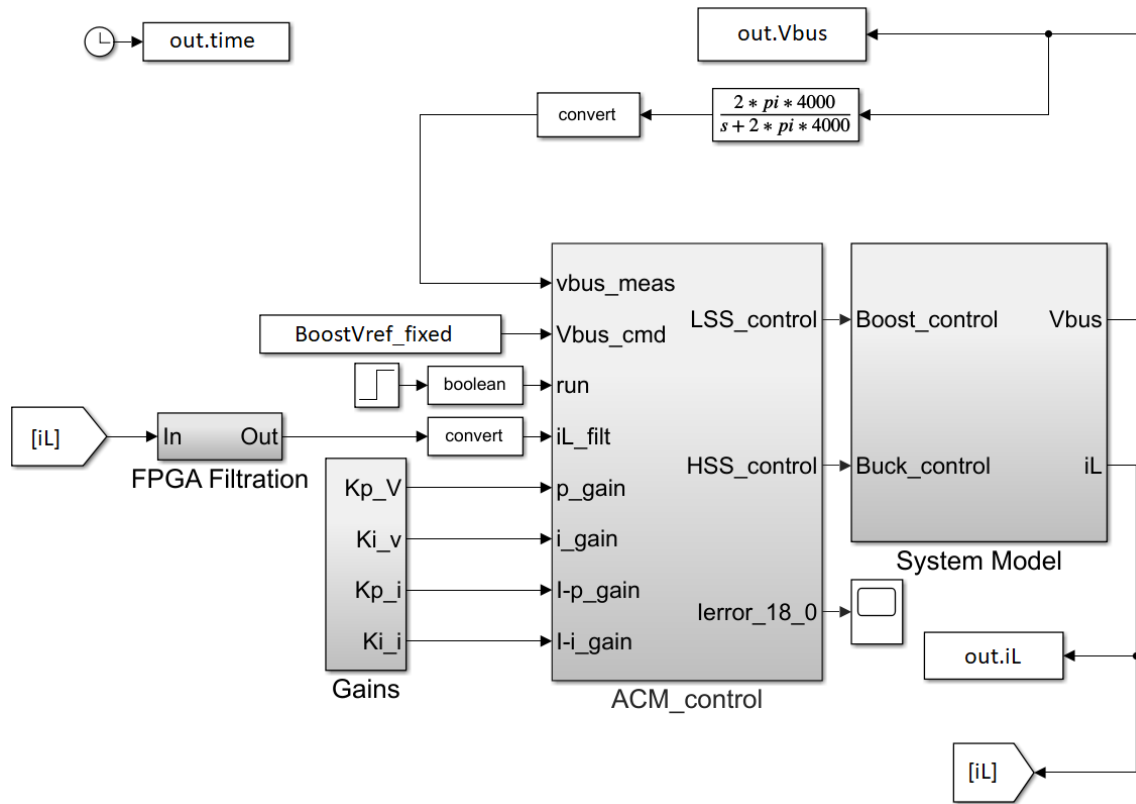 out.time
out.Vbus
convert
2 * pi * 4000
s + 2 * pi * 4000
vbus_meas
BoostVref_fixed
Vbus_cmd
boolean
run
[iL]
In
Out
FPGA Filtration
convert
iL_filt
Kp_V
p_gain
Ki_v
i_gain
Kp_i
I-p_gain
Ki_i
I-i_gain
Gains
LSS_control
HSS_control
Ierror_18_0
ACM_control
Boost_control
Vbus
Buck_control
iL
System Model
out.iL
[iL]